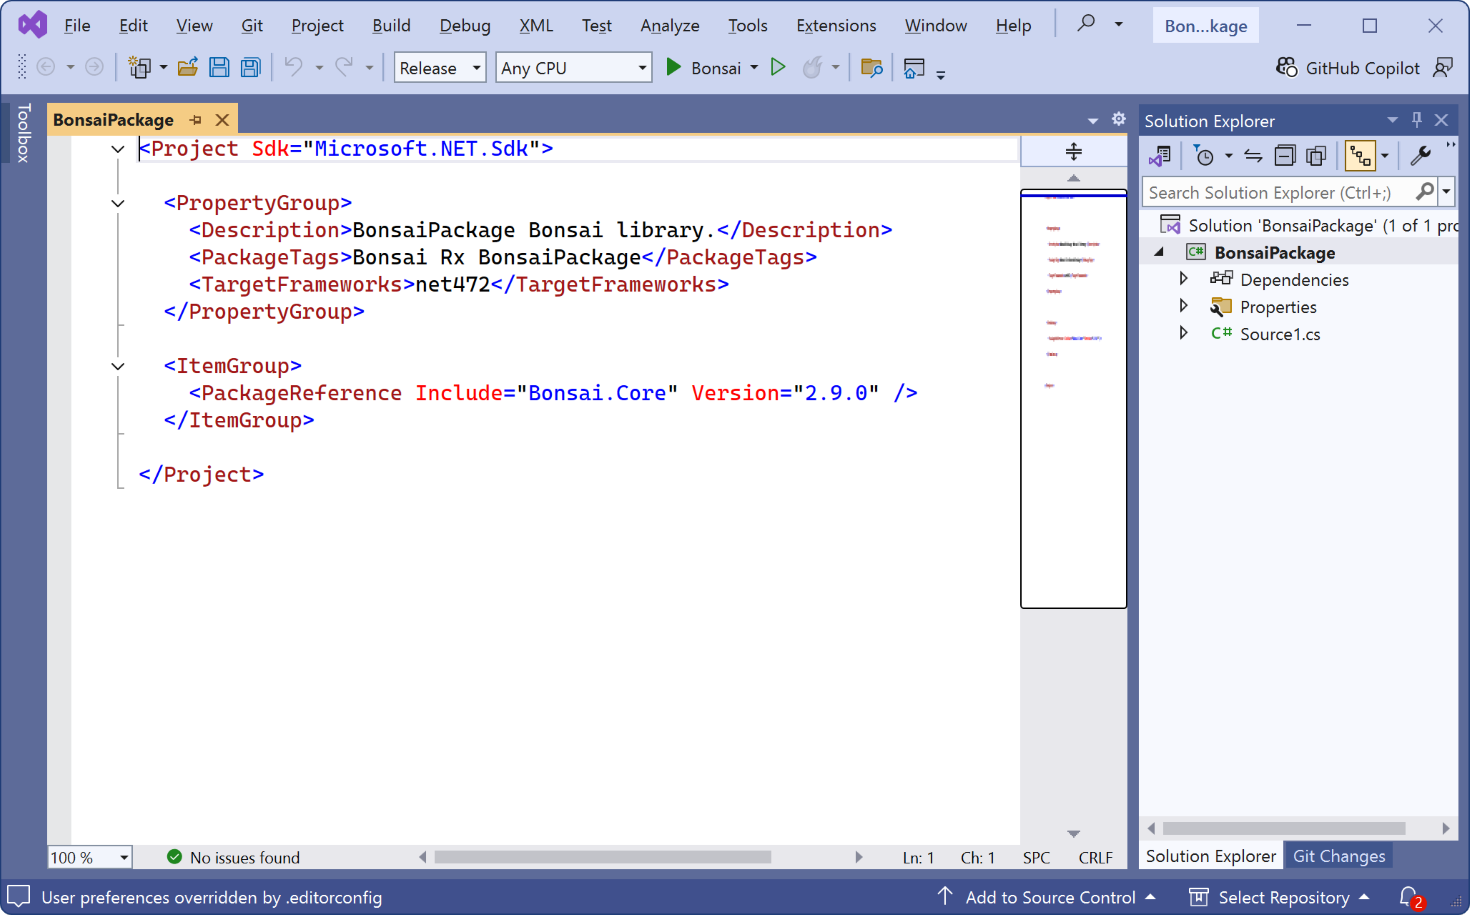 File Edit View Git Project Build Debug XML Test Analyze Tools Extensions Window Help Bon...kage
Release Any CPU Bonsai GitHub Copilot
Toolbox
BonsaiPackage
<Project Sdk="Microsoft.NET.Sdk">
<PropertyGroup>
<Description>BonsaiPackage Bonsai library.</Description>
<PackageTags>Bonsai Rx BonsaiPackage</PackageTags>
<TargetFrameworks>net472</TargetFrameworks>
</PropertyGroup>
<ItemGroup>
<PackageReference Include="Bonsai.Core" Version="2.9.0" />
</ItemGroup>
</Project>
Solution Explorer
Search Solution Explorer (Ctrl+;)
Solution 'BonsaiPackage' (1 of 1 pro
C# BonsaiPackage
Dependencies
Properties
C# Source1.cs
100 % No issues found Ln: 1 Ch: 1 SPC CRLF
Solution Explorer Git Changes
User preferences overridden by .editorconfig Add to Source Control Select Repository 2